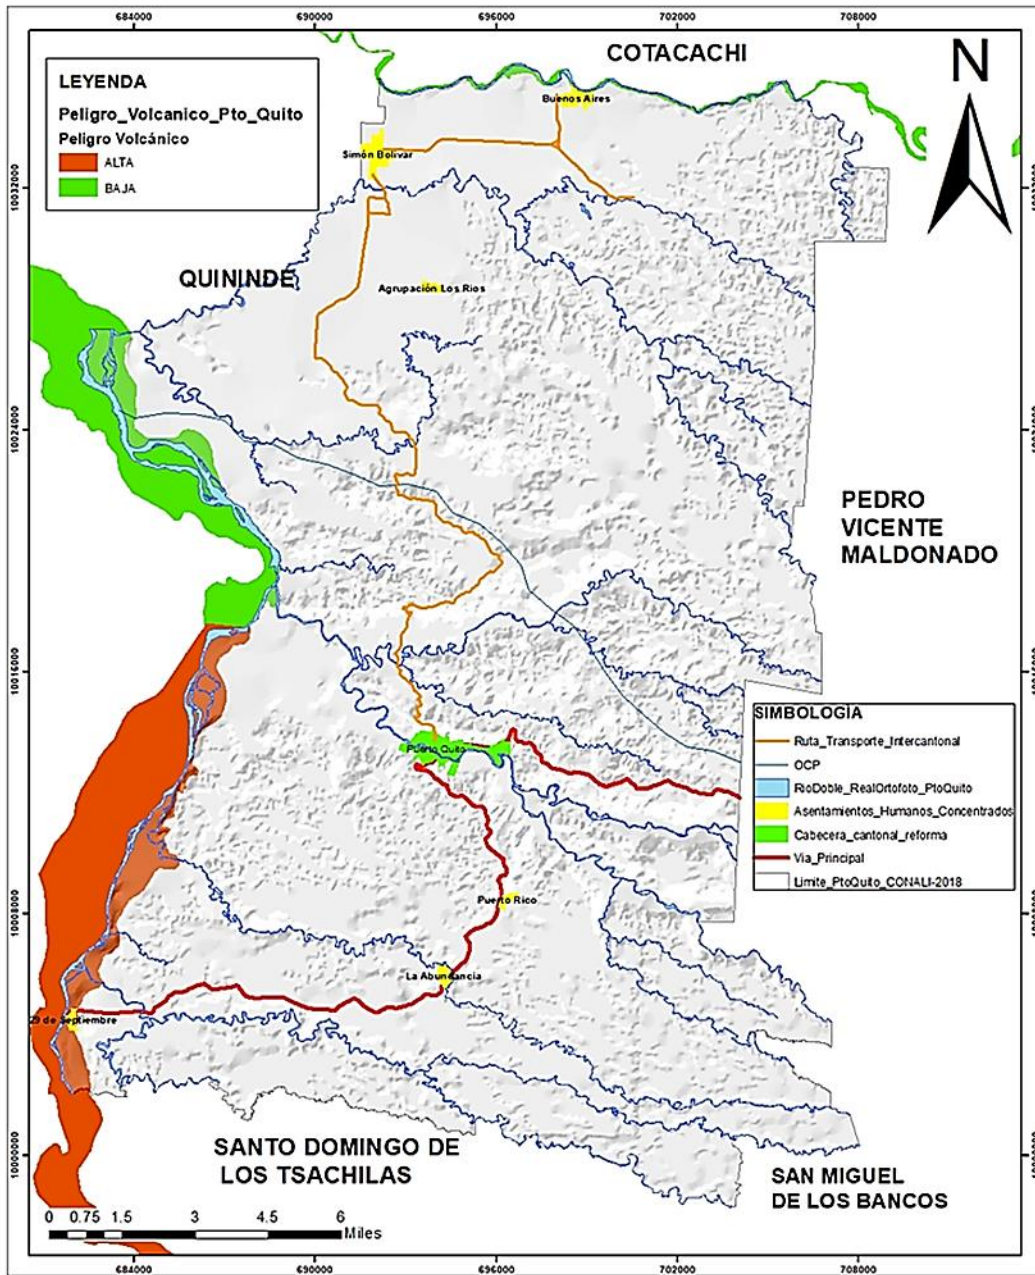 684000 690000 696000 702000 708000
COTACACHI
N
LEYENDA
Peligro_Volcanico_Pto_Quito
Peligro Volcánico
ALTA
BAJA
Buenos Aires
Simón Bolívar
10032000
QUININDE
Agrupación Los Rios
10024000
PEDRO
VICENTE
MALDONADO
10016000
Puerto Quito
SIMBOLOGÍA
Ruta_Transporte_Intercantonal
OCP
RioDoble_RealOrtofoto_PtoQuito
Asentamientos_Humanos_Concentrados
Cabecera_cantonal_reforma
Via_Principal
Limite_PtoQuito_CONALI-2018
Puerto Rico
10008000
La Abundancia
29 de Septiembre
SANTO DOMINGO DE
LOS TSACHILAS
10000000
SAN MIGUEL
DE LOS BANCOS
0 0.75 1.5 3 4.5 6
Miles
684000 690000 696000 702000 708000